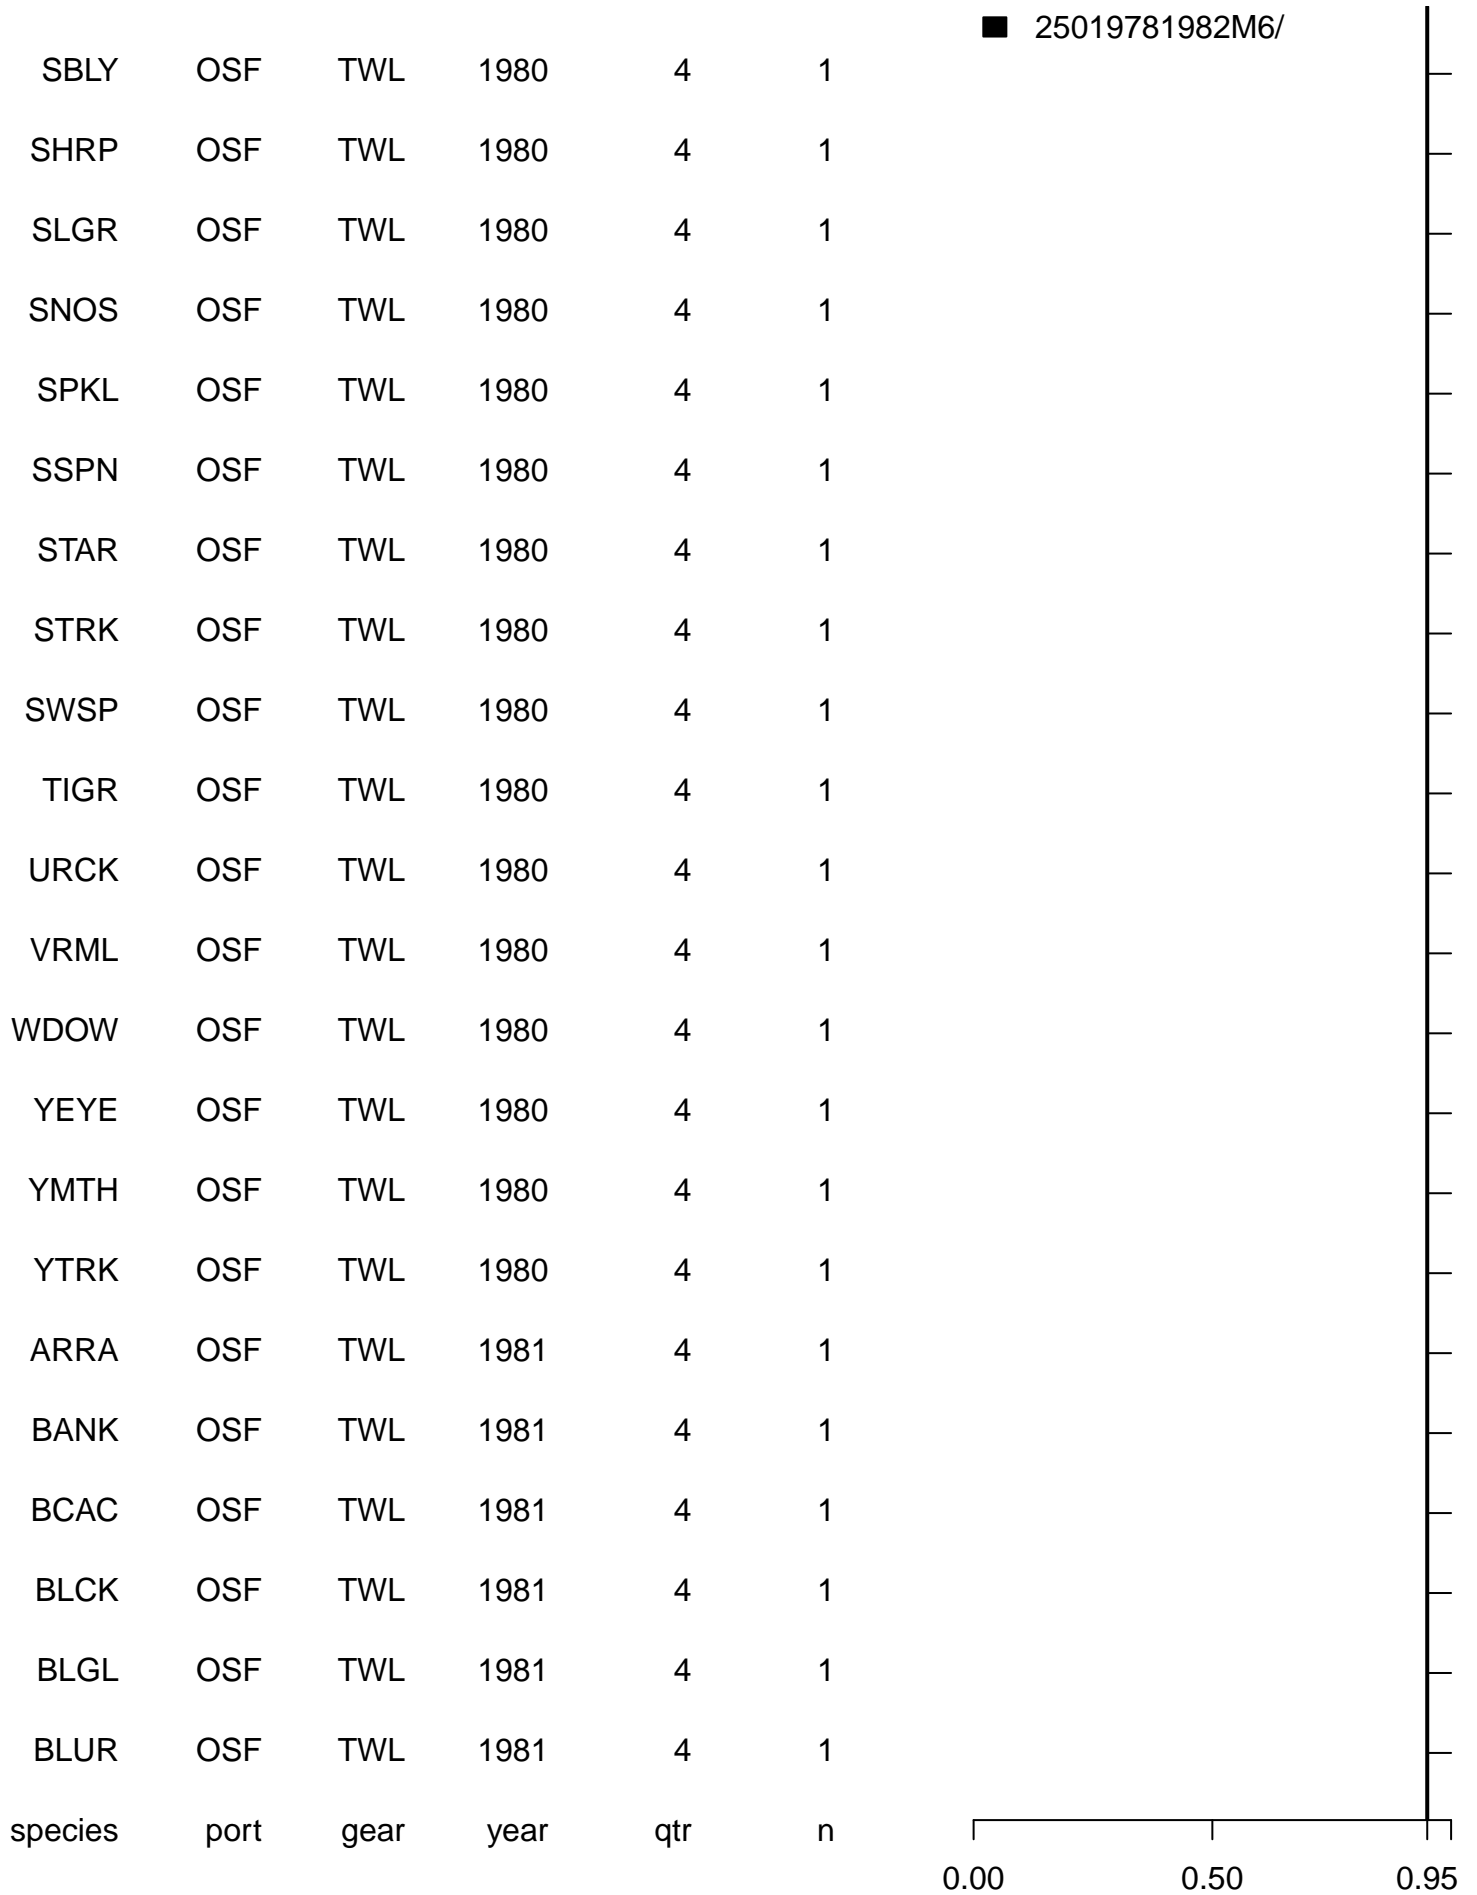 25019781982M6/
SBLY OSF TWL 1980 4 1
SHRP OSF TWL 1980 4 1
SLGR OSF TWL 1980 4 1
SNOS OSF TWL 1980 4 1
SPKL OSF TWL 1980 4 1
SSPN OSF TWL 1980 4 1
STAR OSF TWL 1980 4 1
STRK OSF TWL 1980 4 1
SWSP OSF TWL 1980 4 1
TIGR OSF TWL 1980 4 1
URCK OSF TWL 1980 4 1
VRML OSF TWL 1980 4 1
WDOW OSF TWL 1980 4 1
YEYE OSF TWL 1980 4 1
YMTH OSF TWL 1980 4 1
YTRK OSF TWL 1980 4 1
ARRA OSF TWL 1981 4 1
BANK OSF TWL 1981 4 1
BCAC OSF TWL 1981 4 1
BLCK OSF TWL 1981 4 1
BLGL OSF TWL 1981 4 1
BLUR OSF TWL 1981 4 1
species port gear year qtr n
0.00 0.50 0.95